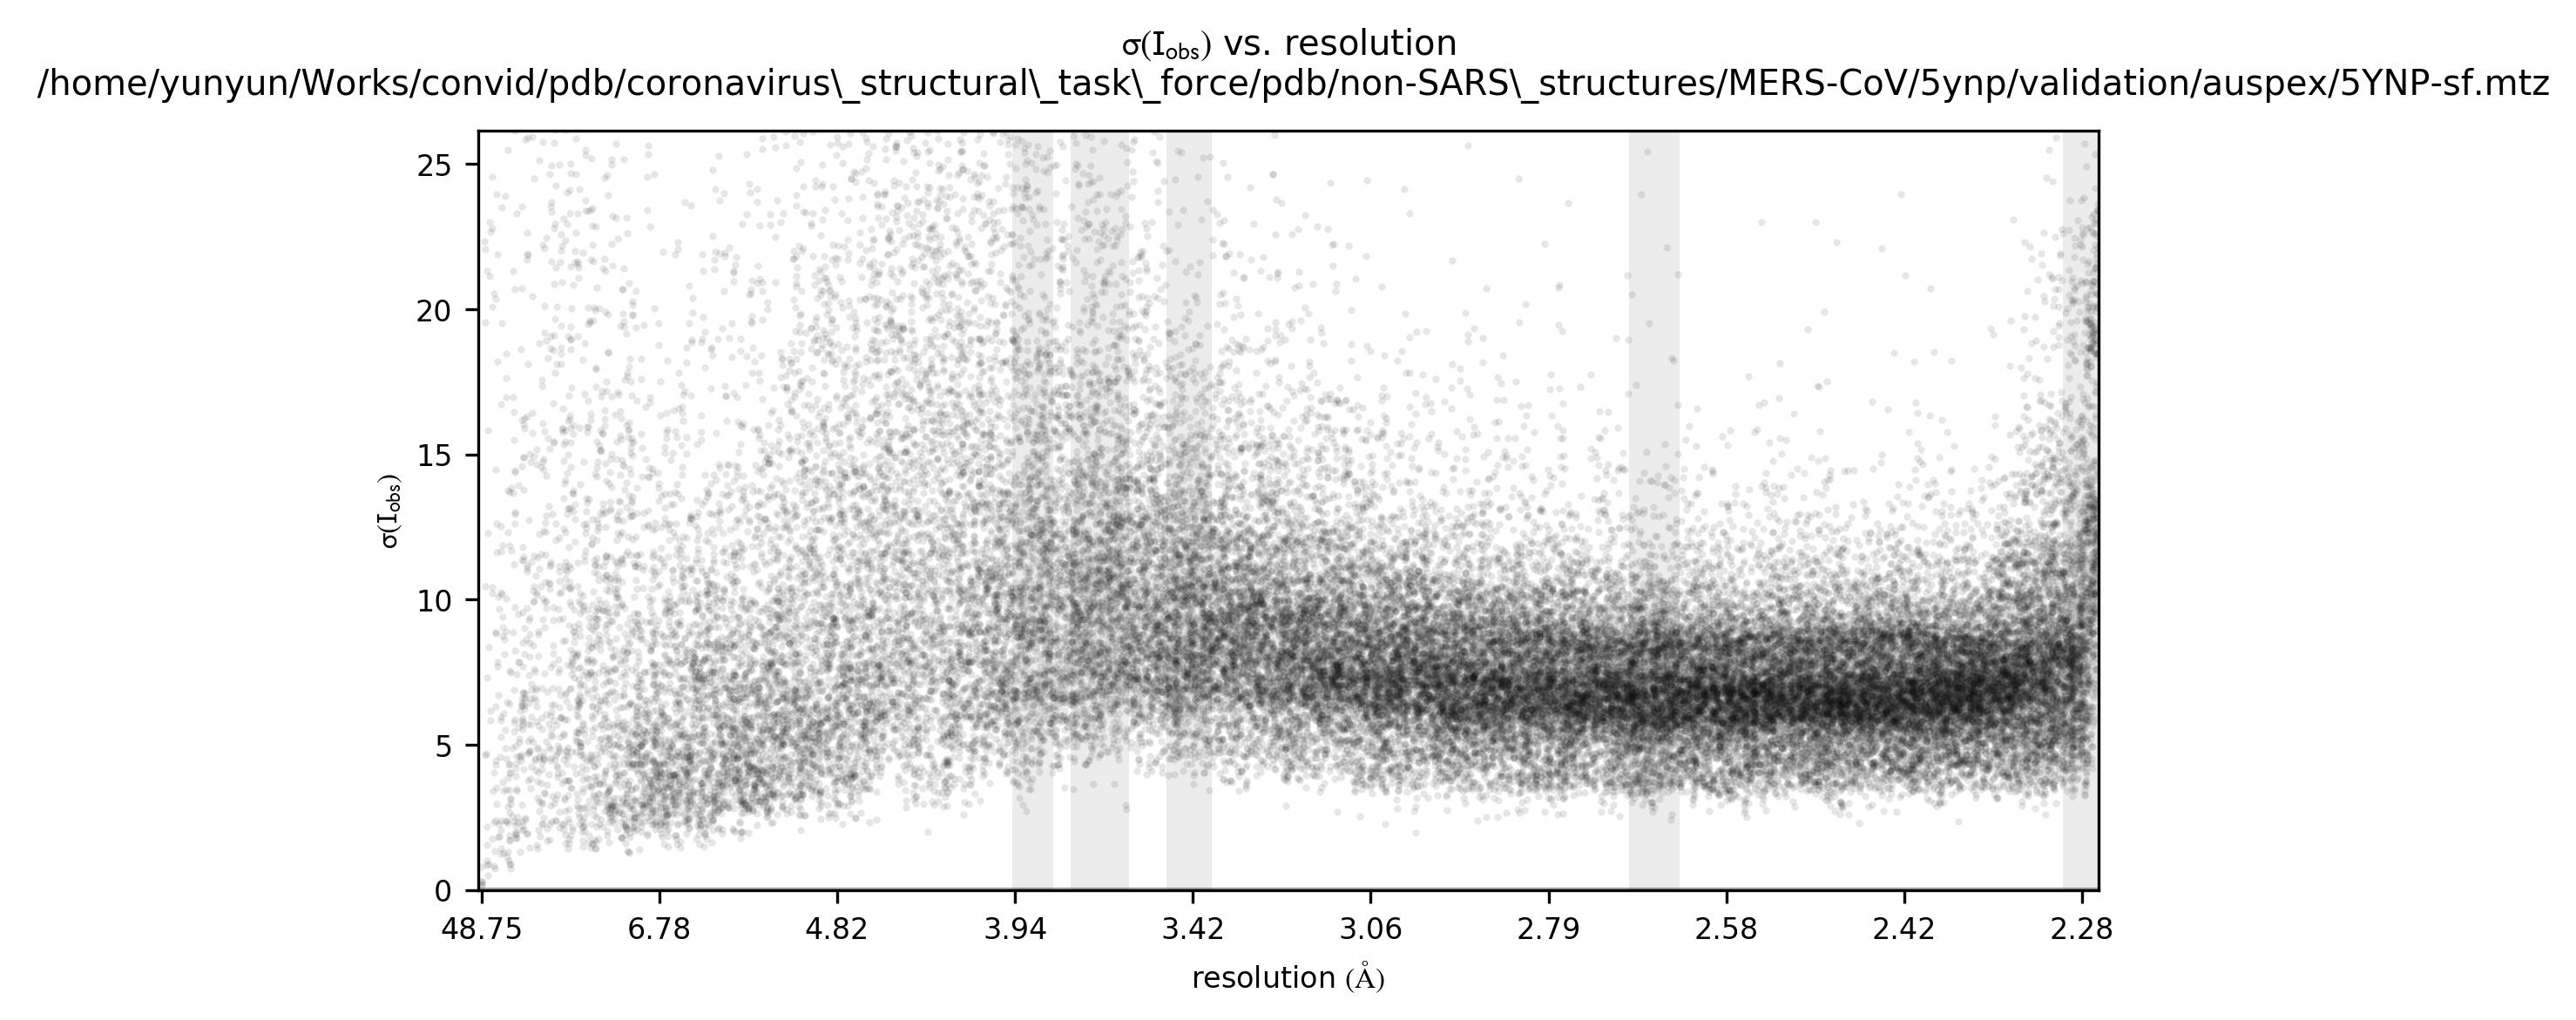 σ(I_obs) vs. resolution
/home/yunyun/Works/convid/pdb/coronavirus\_structural\_task\_force/pdb/non-SARS\_structures/MERS-CoV/5ynp/validation/auspex/5YNP-sf.mtz
25
20
15
10
5
0
σ(I_obs)
48.75 6.78 4.82 3.94 3.42 3.06 2.79 2.58 2.42 2.28
resolution (Å)